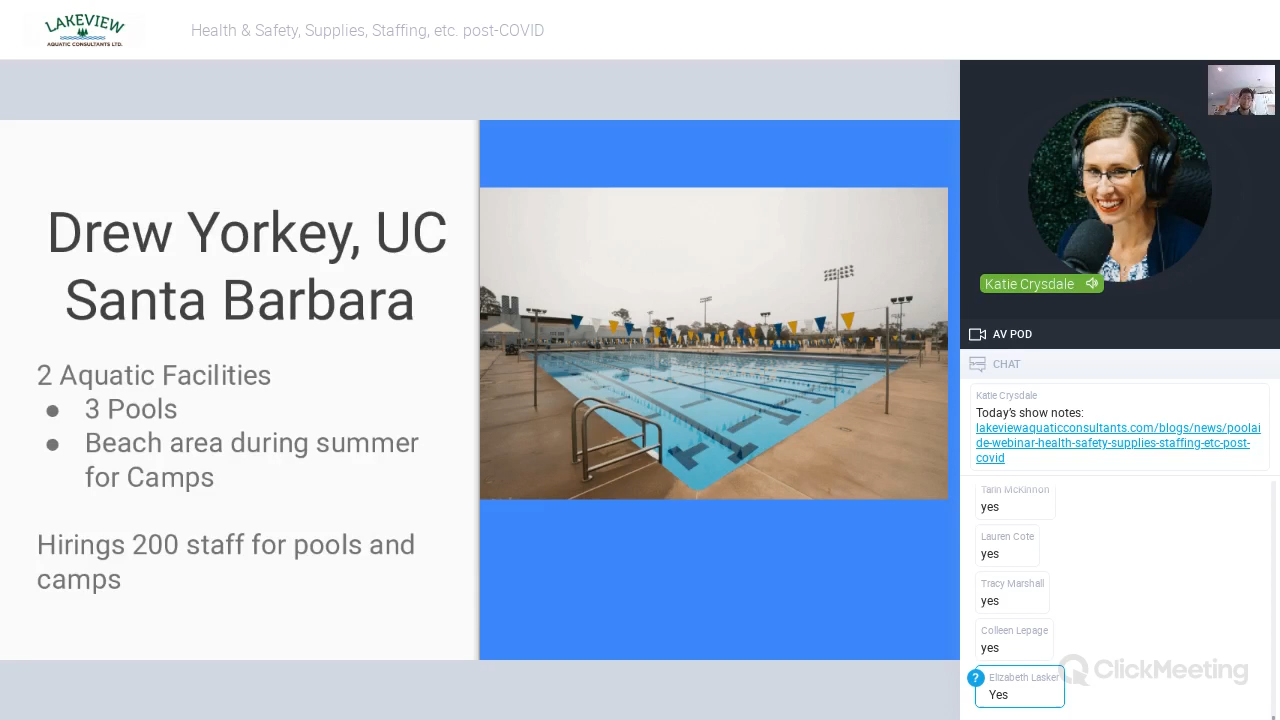 LAKEVIEW
AQUATIC CONSULTANTS LTD.
Health & Safety, Supplies, Staffing, etc. post-COVID
Drew Yorkey, UC
Santa Barbara
2 Aquatic Facilities
● 3 Pools
● Beach area during summer
for Camps
Hirings 200 staff for pools and
camps
Katie Crysdale
AV POD
CHAT
Katie Crysdale
Today's show notes:
lakeviewaquaticconsultants.com/blogs/news/poolai
de-webinar-health-safety-supplies-staffing-etc-post-
covid
Tarin McKinnon
yes
Lauren Cote
yes
Tracy Marshall
yes
Colleen Lepage
yes
? Elizabeth Lasker
Yes
ClickMeeting